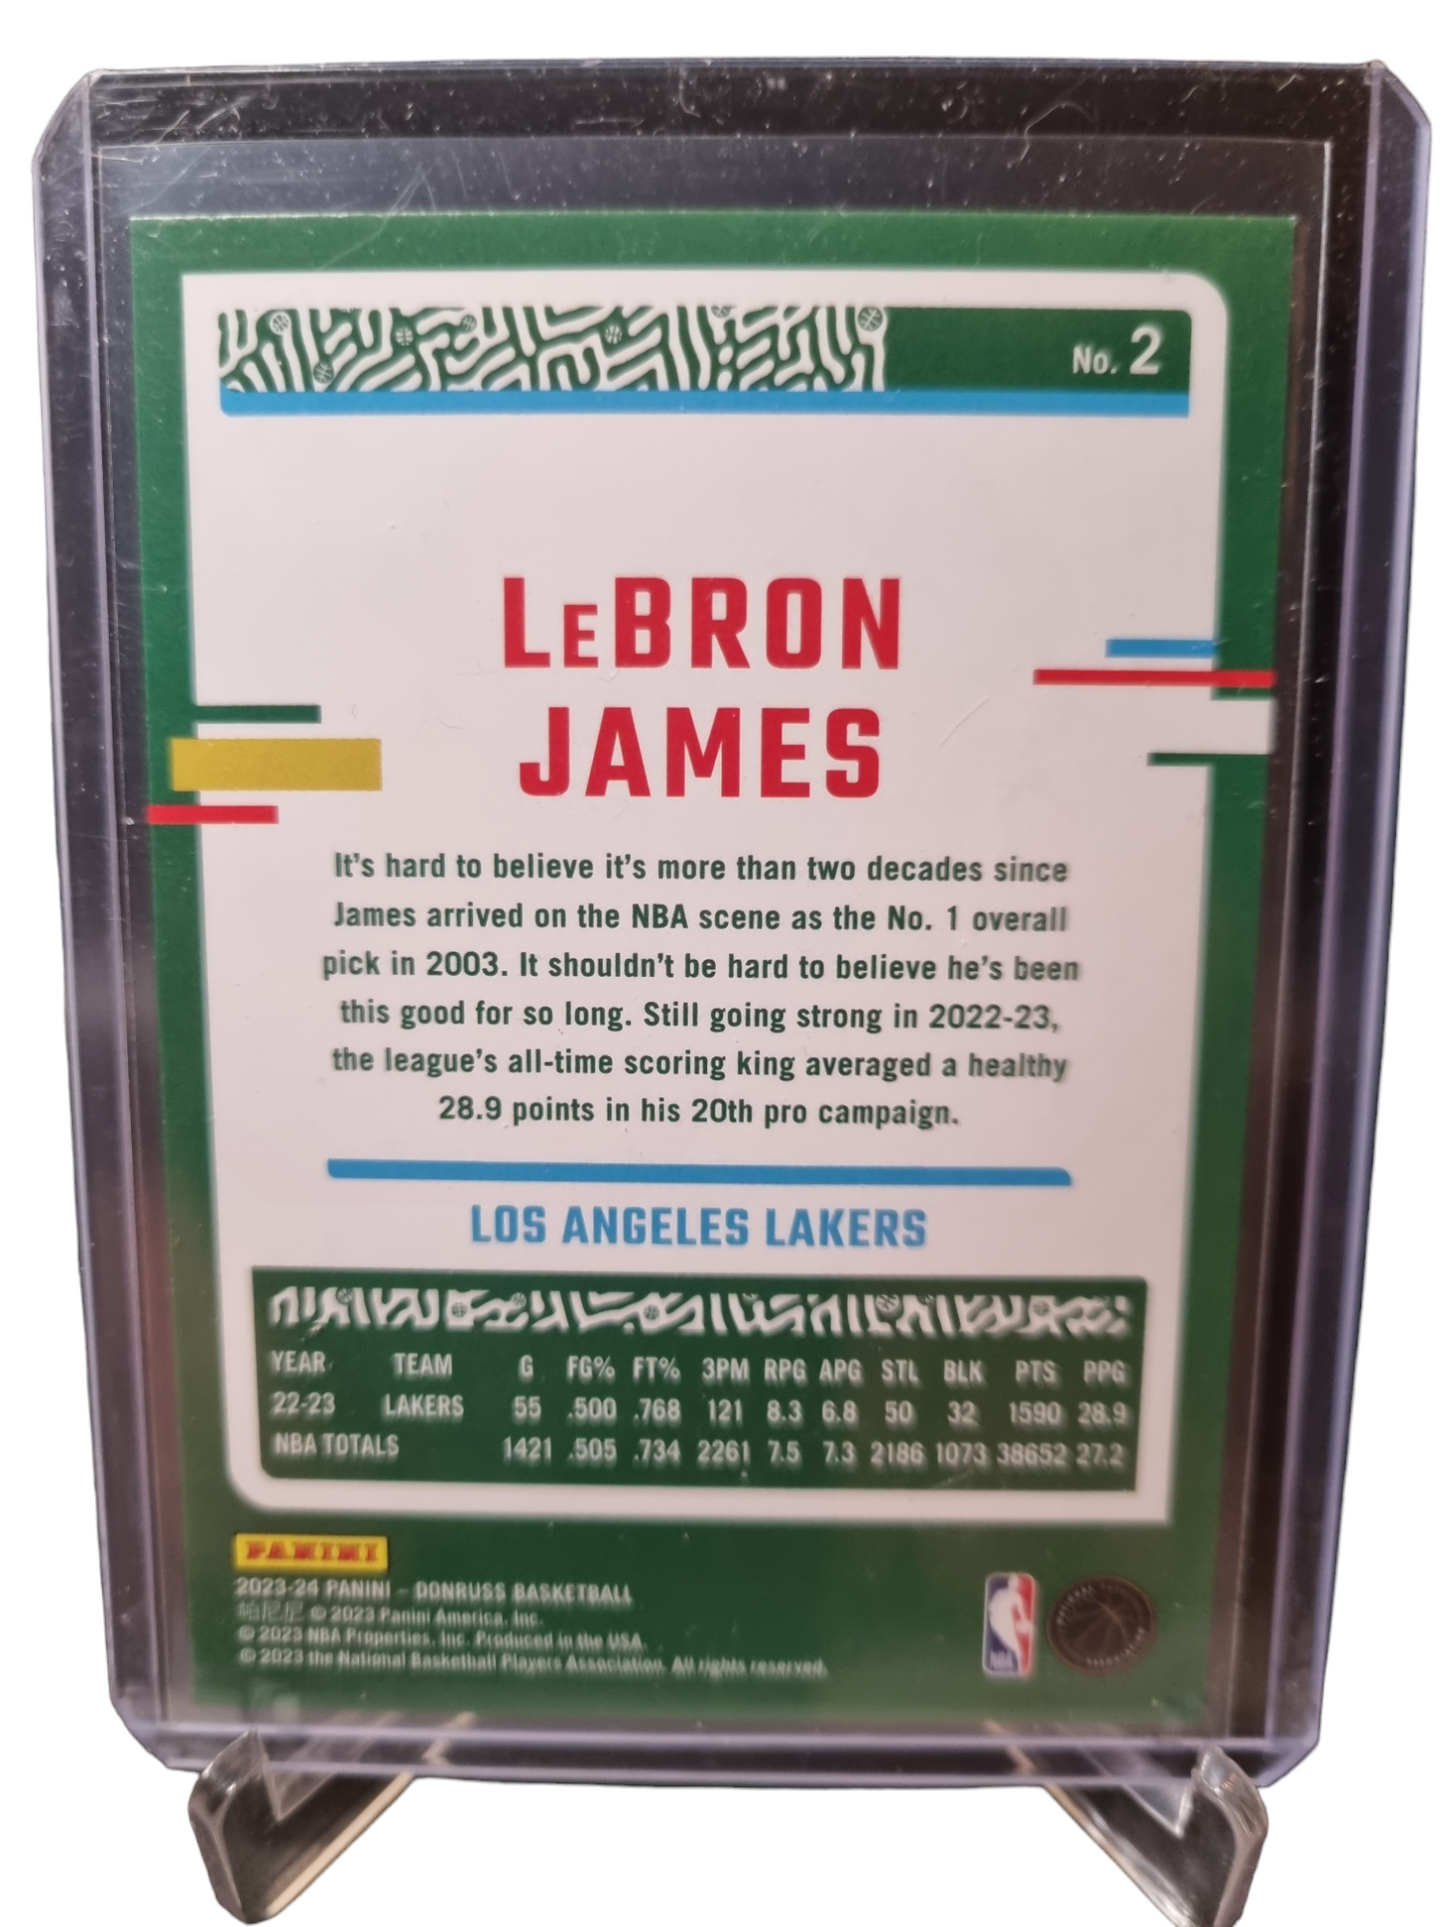 No. 2
LeBRON
JAMES
It's hard to believe it's more than two decades since
James arrived on the NBA scene as the No. 1 overall
pick in 2003. It shouldn't be hard to believe he's been
this good for so long. Still going strong in 2022-23,
the league's all-time scoring king averaged a healthy
28.9 points in his 20th pro campaign.
LOS ANGELES LAKERS
YEAR TEAM G FG% FT% 3PM RPG APG STL BLK PTS PPG
22-23 LAKERS 55 .500 .768 121 8.3 6.8 50 32 1590 28.9
NBA TOTALS 1421 .505 .734 2261 7.5 7.3 2186 1073 38652 27.2
PANINI
2023-24 PANINI – DONRUSS BASKETBALL
帕尼尼 © 2023 Panini America, Inc.
© 2023 NBA Properties, Inc. Produced in the USA.
© 2023 the National Basketball Players Association. All rights reserved.
NBA